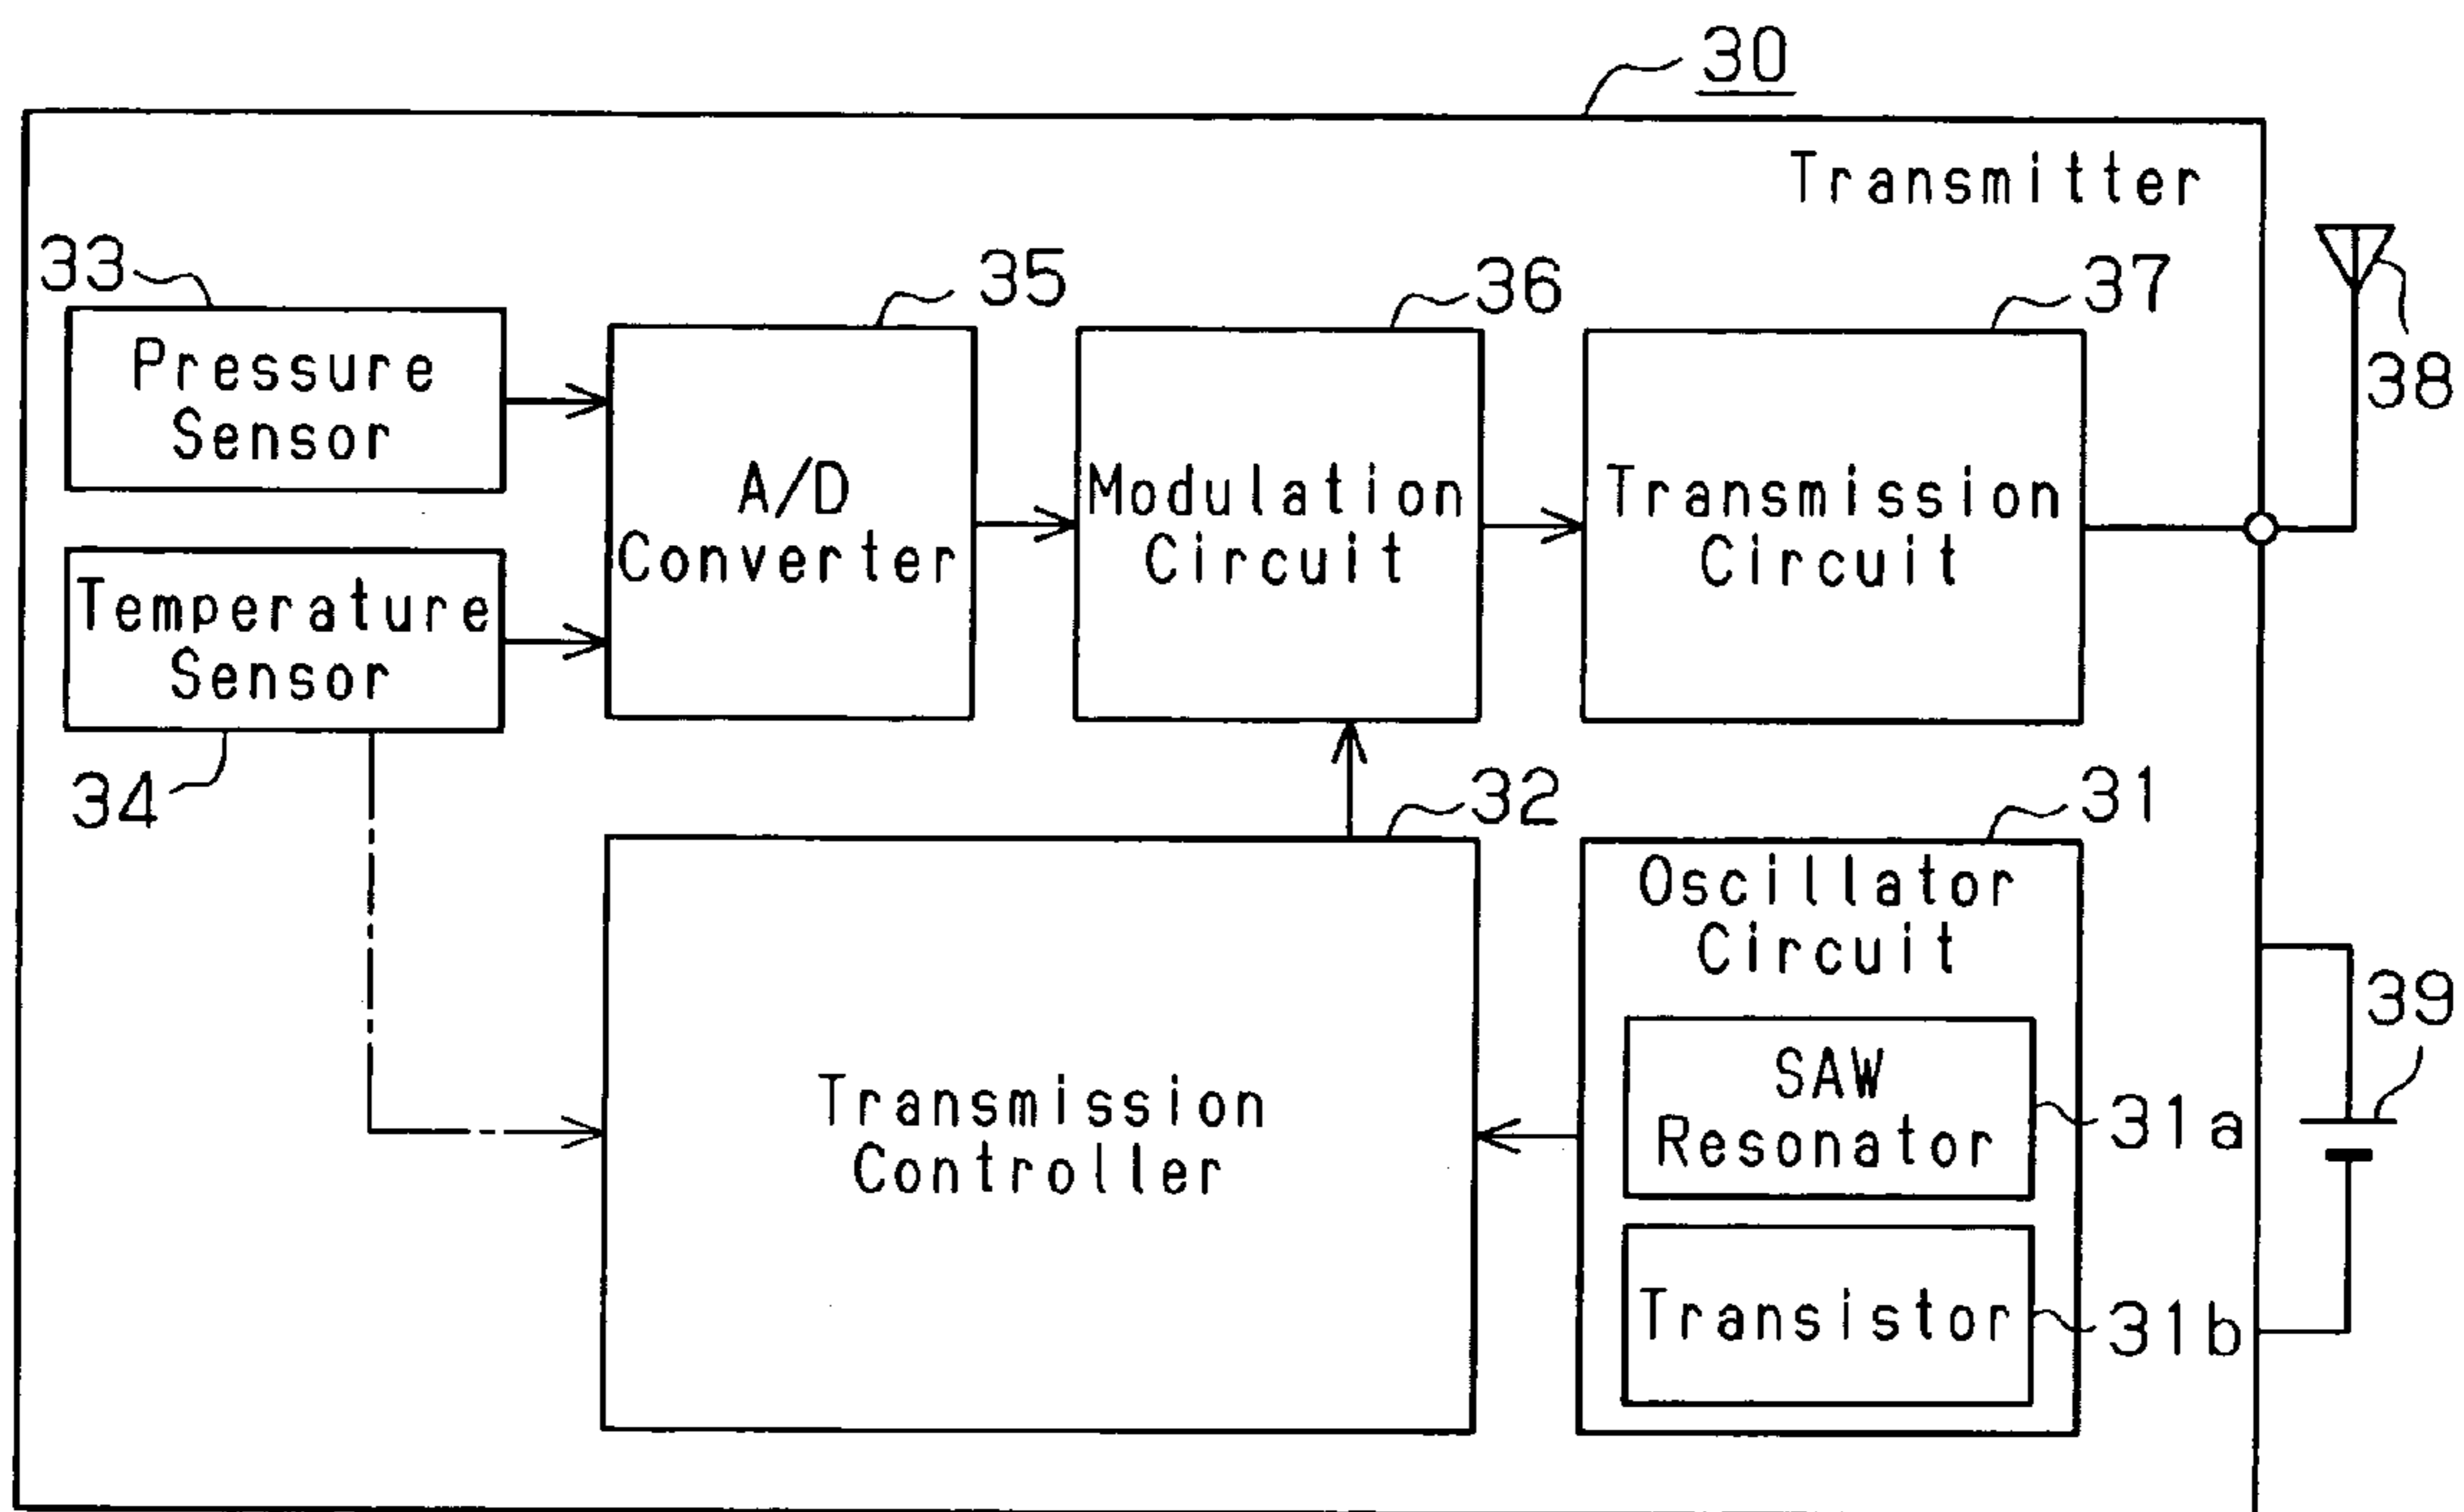 30
Transmitter
33
35
36
37
38
Pressure
Sensor
A/D
Converter
Modulation
Circuit
Transmission
Circuit
Temperature
Sensor
34
32
31
Transmission
Controller
Oscillator
Circuit
SAW
Resonator
31a
Transistor
31b
39